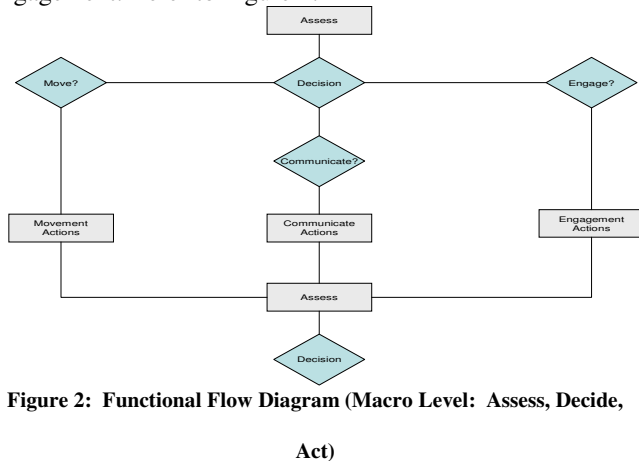 Assess
Move?
Decision
Engage?
Communicate?
Movement
Actions
Communicate
Actions
Engagement
Actions
Assess
Decision
Figure 2: Functional Flow Diagram (Macro Level: Assess, Decide,
Act)